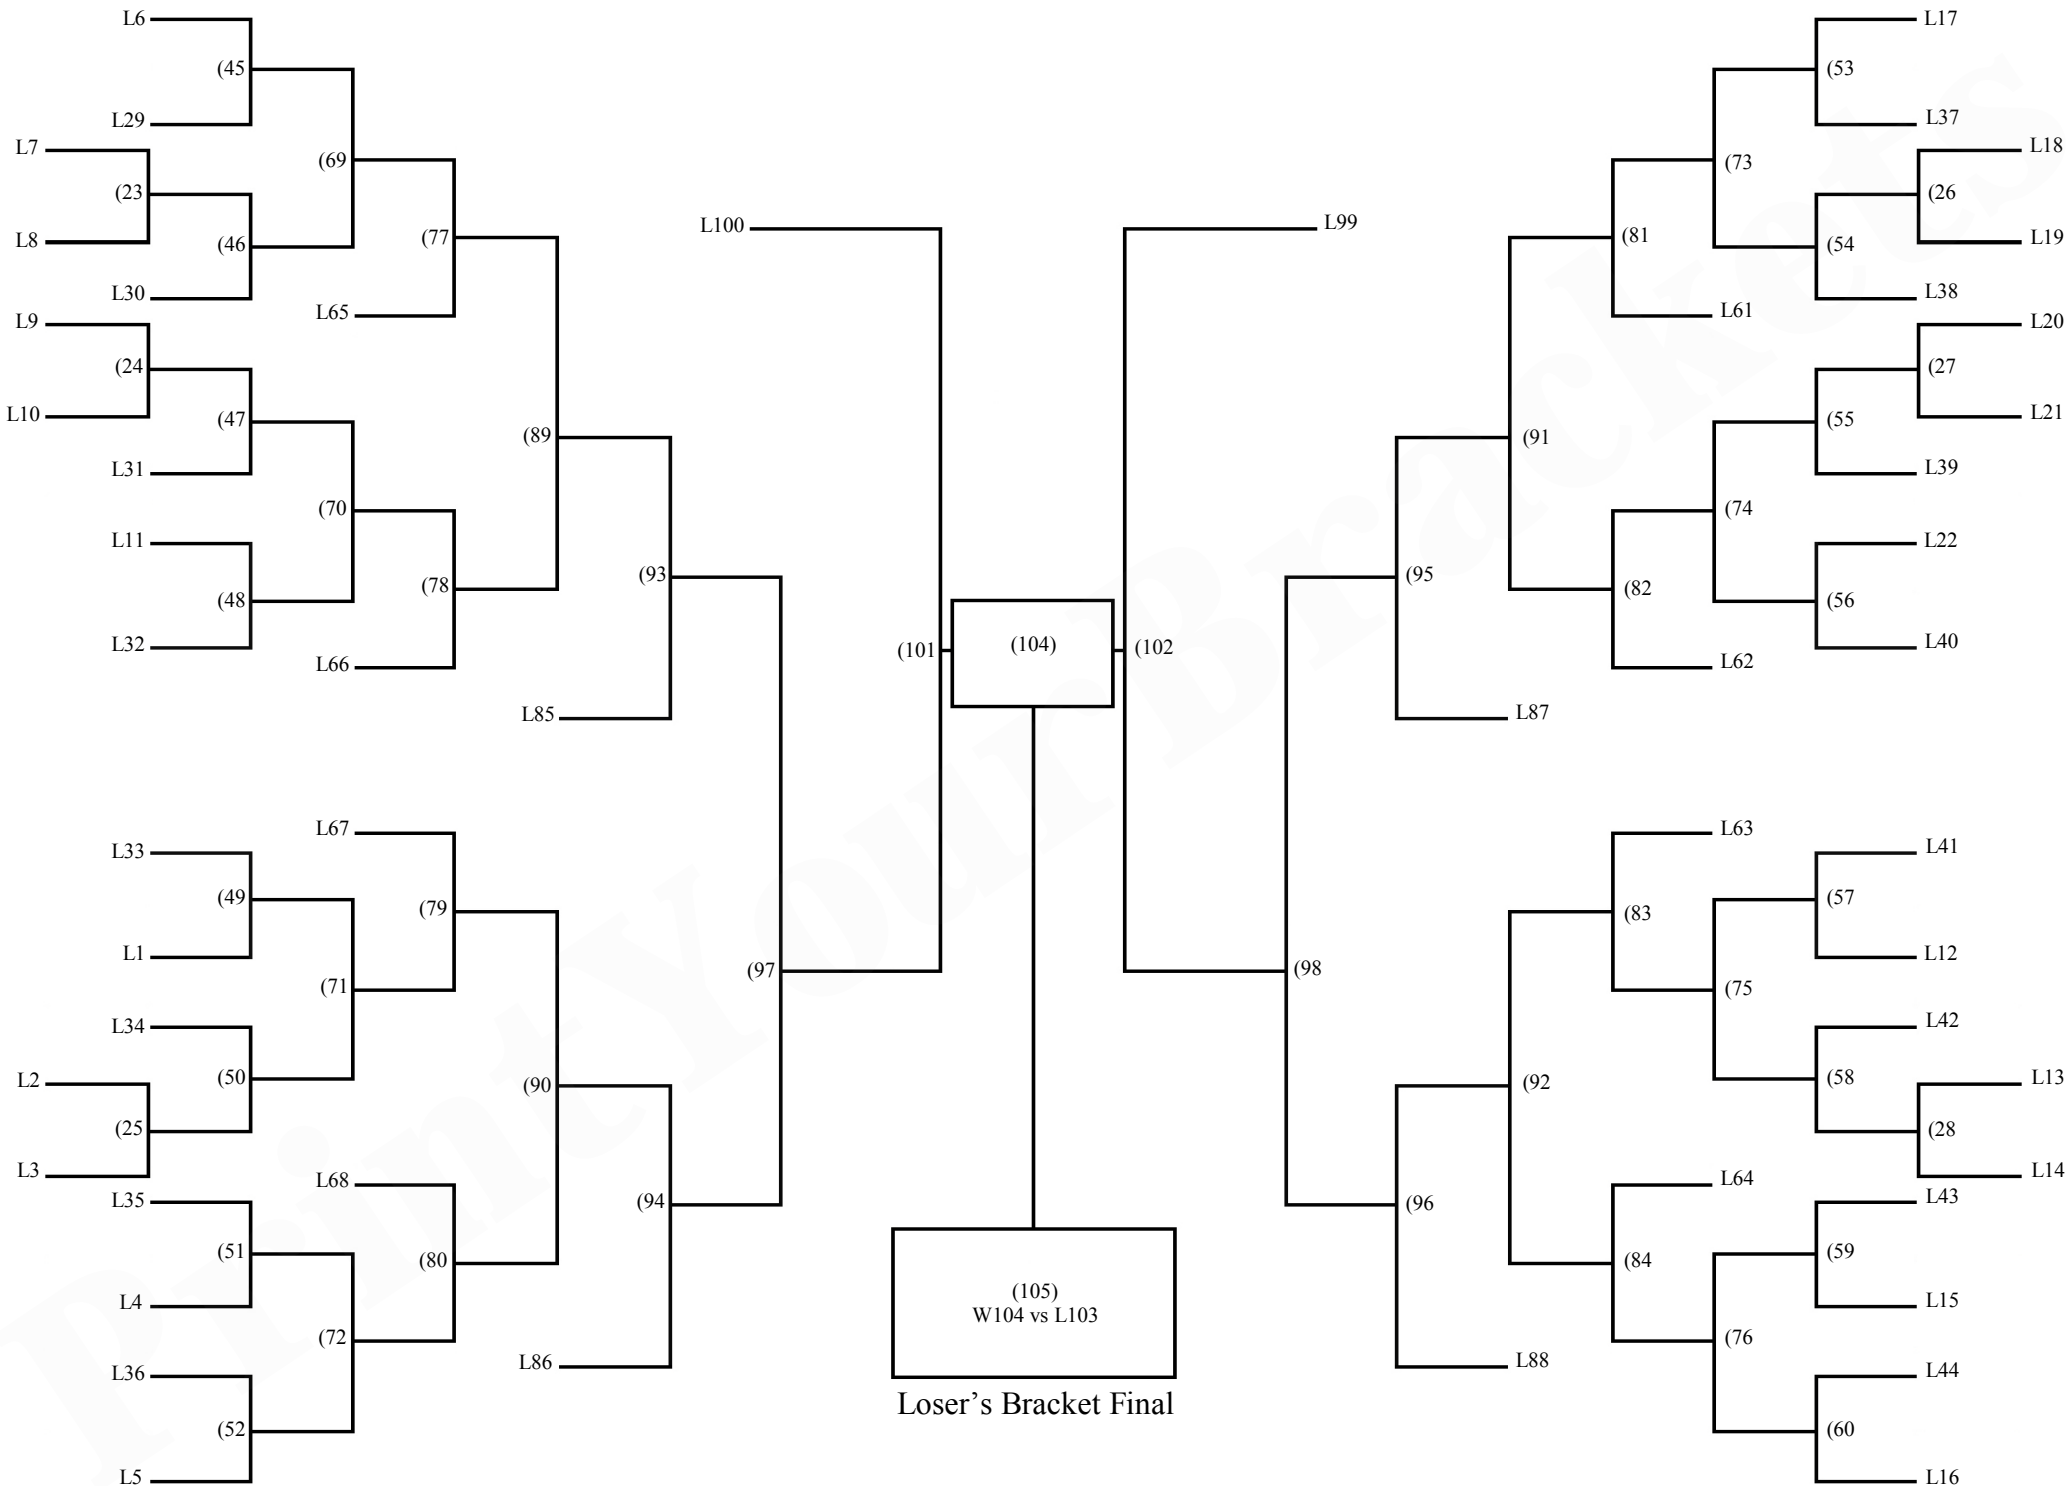 L6
(45
L29
L7
(23
L8
(46
L30
(69
(77
L65
L9
(24
L10
(47
L31
(70
L11
(48
L32
(78
L66
(89
(93
L85
L33
(49
L1
(71
L67
(79
L34
(50
L2
(25
L3
(90
L68
L35
(51
L4
(80
(72
L36
(52
L5
(94
L86
(97
L100
(101
(104)
(102
L99
(105)
W104 vs L103
Loser’s Bracket Final
L17
(53
L37
L18
(26
L19
(54
L38
(73
(81
L61
L20
(27
L21
(55
L39
(74
L22
(56
L40
(82
L62
(91
(95
L87
(98
L63
(83
L41
(57
L12
(75
L42
(58
L13
(28
L14
(92
L64
L43
(59
L15
(84
(76
L44
(60
L16
(96
L88
PrintYourBrackets